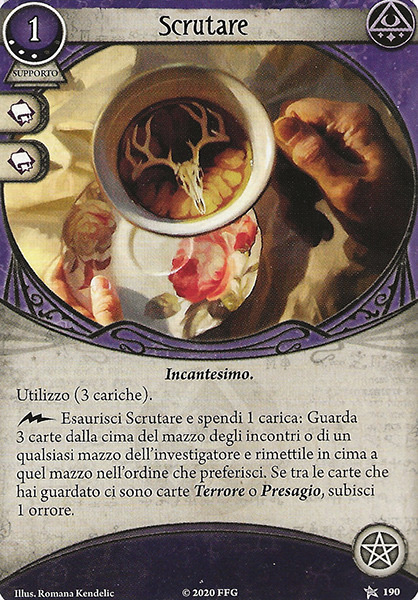 1
Scrutare
SUPPORTO
Incantesimo.
Utilizzo (3 cariche).
Esaurisci Scrutare e spendi 1 carica: Guarda
3 carte dalla cima del mazzo degli incontri o di un
qualsiasi mazzo dell'investigatore e rimettile in cima a
quel mazzo nell'ordine che preferisci. Se tra le carte che
hai guardato ci sono carte Terrore o Presagio, subisci
1 orrore.
Illus. Romana Kendelic
© 2020 FFG
190